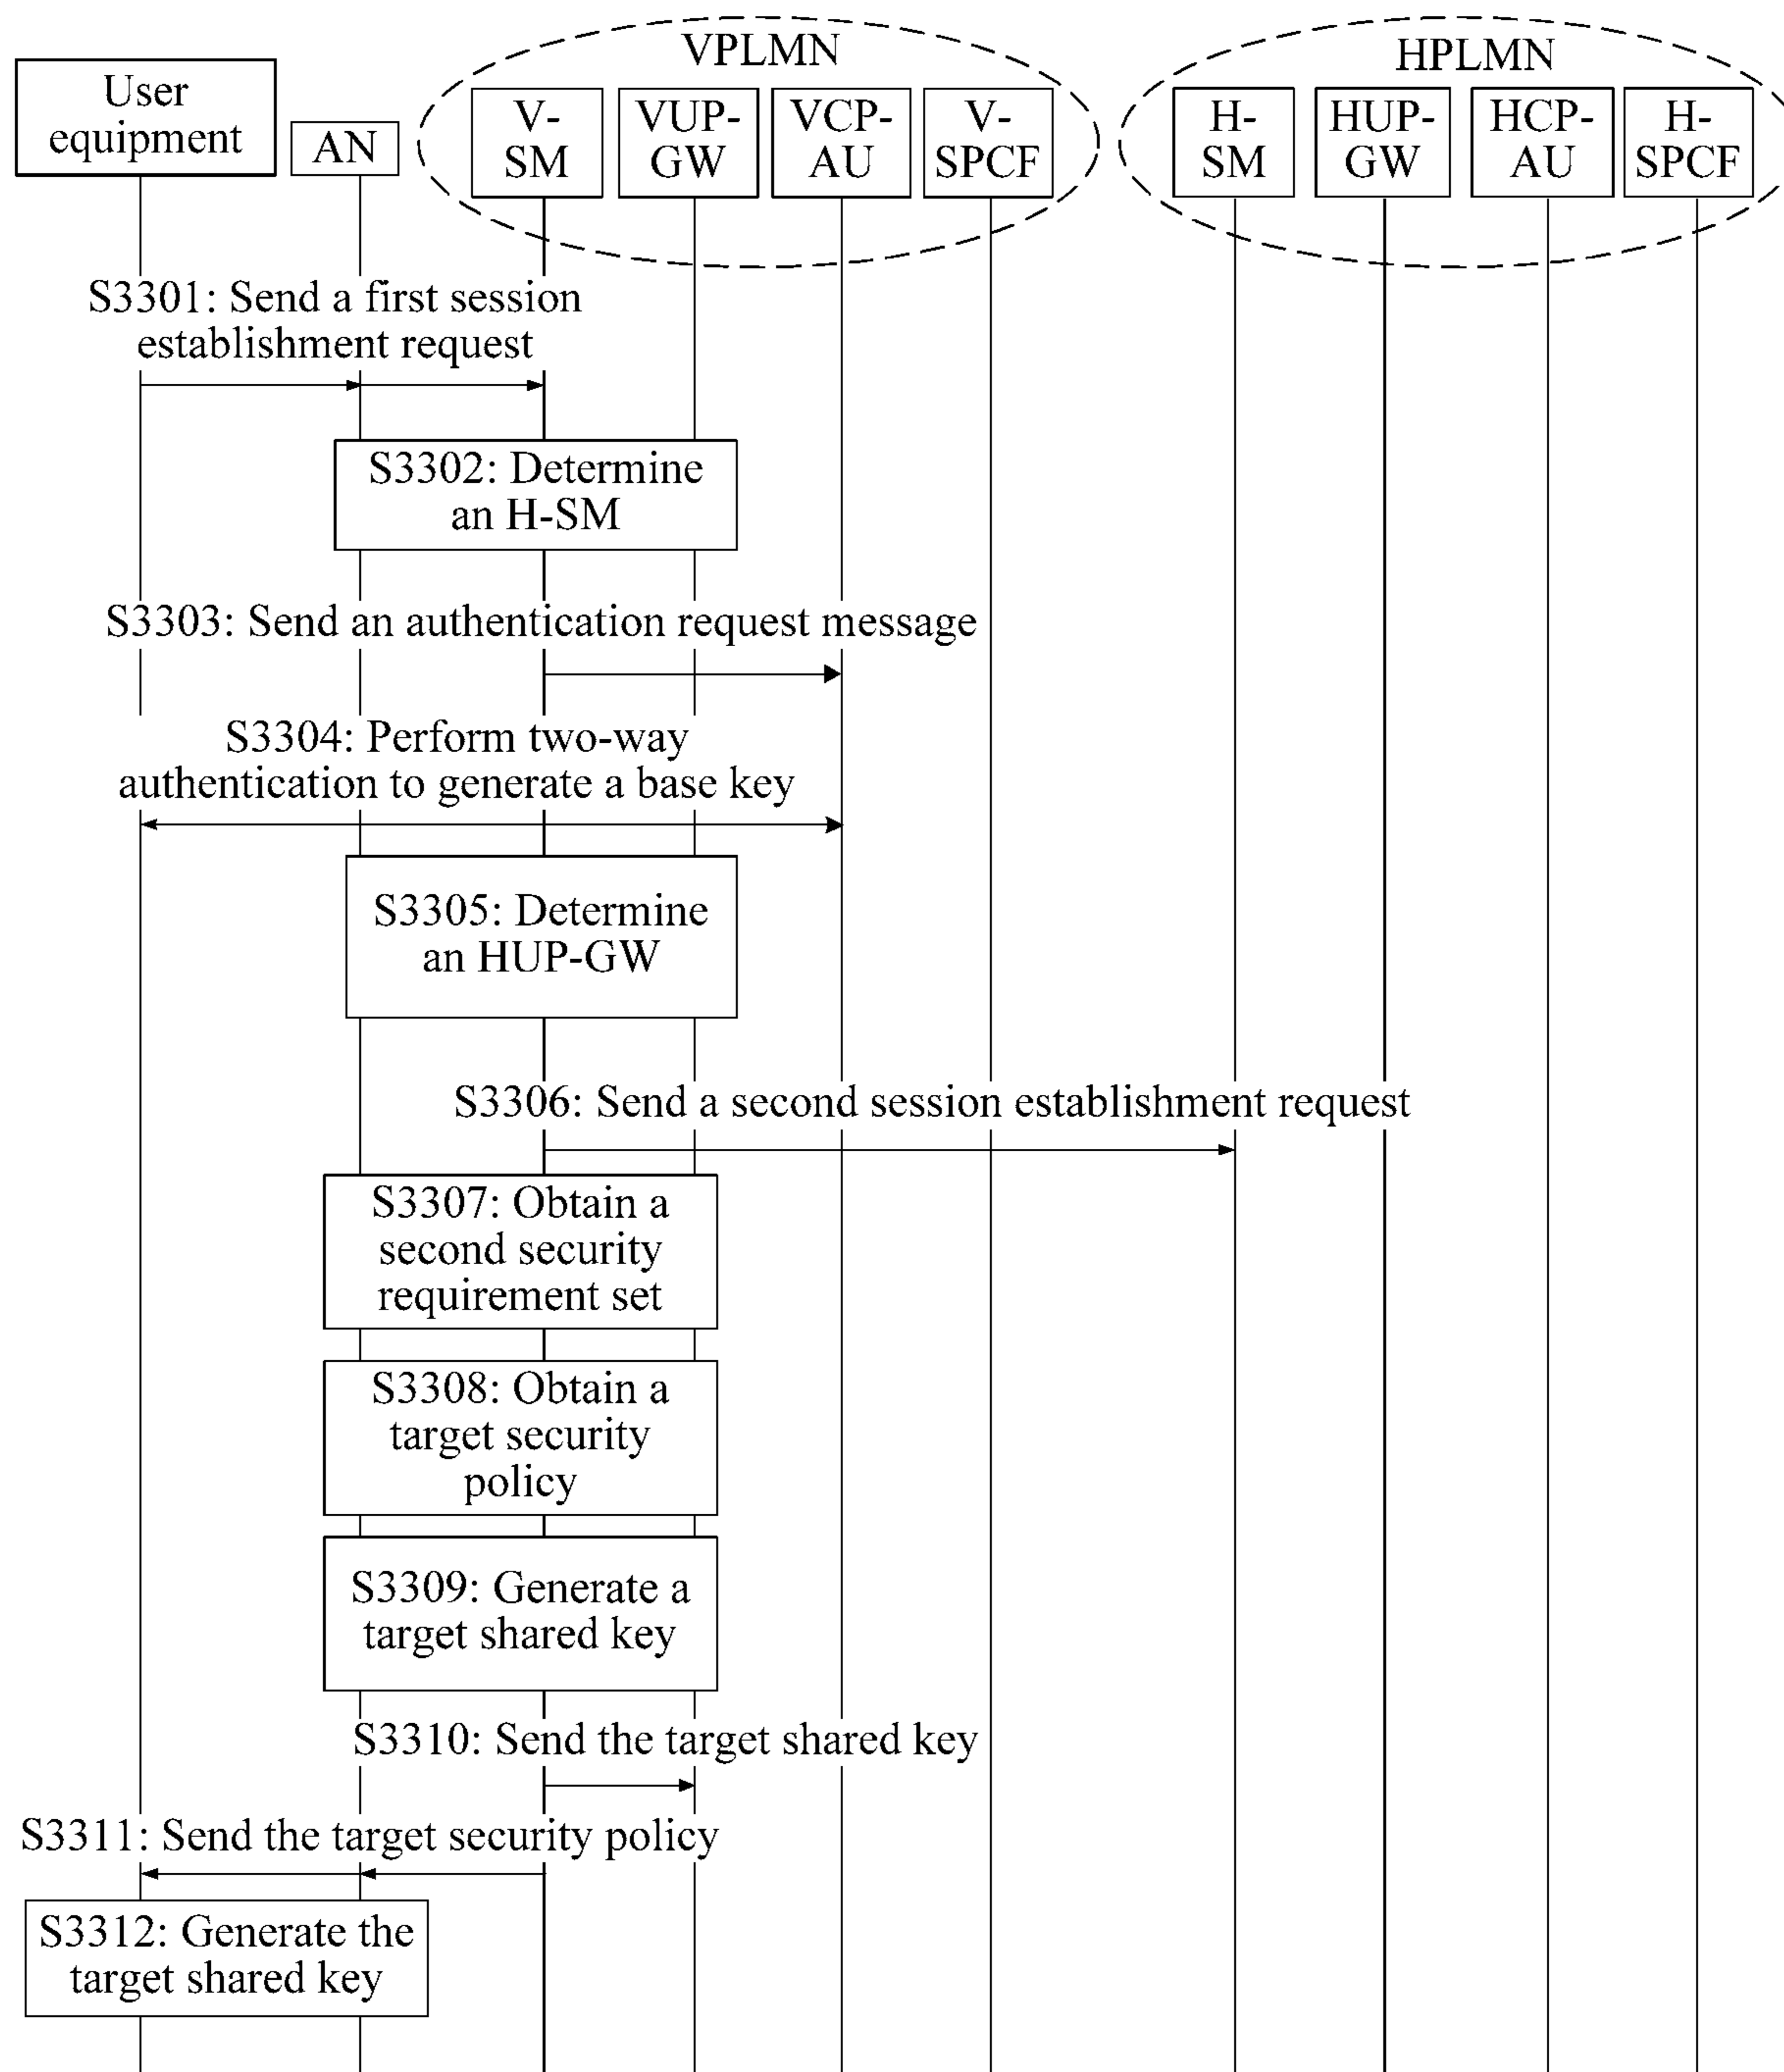 VPLMN
HPLMN
User
equipment
AN
V-
SM
VUP-
GW
VCP-
AU
V-
SPCF
H-
SM
HUP-
GW
HCP-
AU
H-
SPCF
S3301: Send a first session
establishment request
S3302: Determine
an H-SM
S3303: Send an authentication request message
S3304: Perform two-way
authentication to generate a base key
S3305: Determine
an HUP-GW
S3306: Send a second session establishment request
S3307: Obtain a
second security
requirement set
S3308: Obtain a
target security
policy
S3309: Generate a
target shared key
S3310: Send the target shared key
S3311: Send the target security policy
S3312: Generate the
target shared key